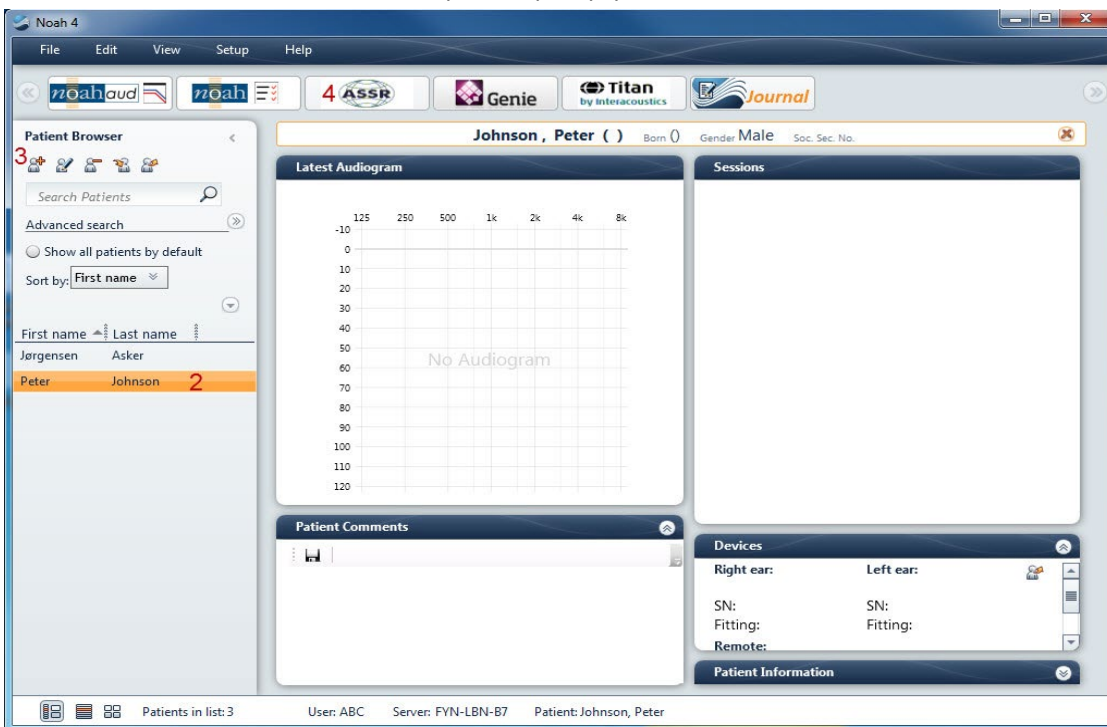 Noah 4
File Edit View Setup Help
noahaud noah 4 ASSR Genie Titan by Interacoustics Journal
Patient Browser
3
Search Patients
Advanced search
Show all patients by default
Sort by: First name
First name Last name
Jørgensen Asker
Peter Johnson 2
Johnson , Peter ( ) Born () Gender Male Soc. Sec. No.
Latest Audiogram
125 250 500 1k 2k 4k 8k
-10
0
10
20
30
40
50
60
70
80
90
100
110
120
No Audiogram
Patient Comments
Sessions
Devices
Right ear: Left ear:
SN: SN:
Fitting: Fitting:
Remote:
Patient Information
Patients in list: 3 User: ABC Server: FYN-LBN-B7 Patient: Johnson, Peter